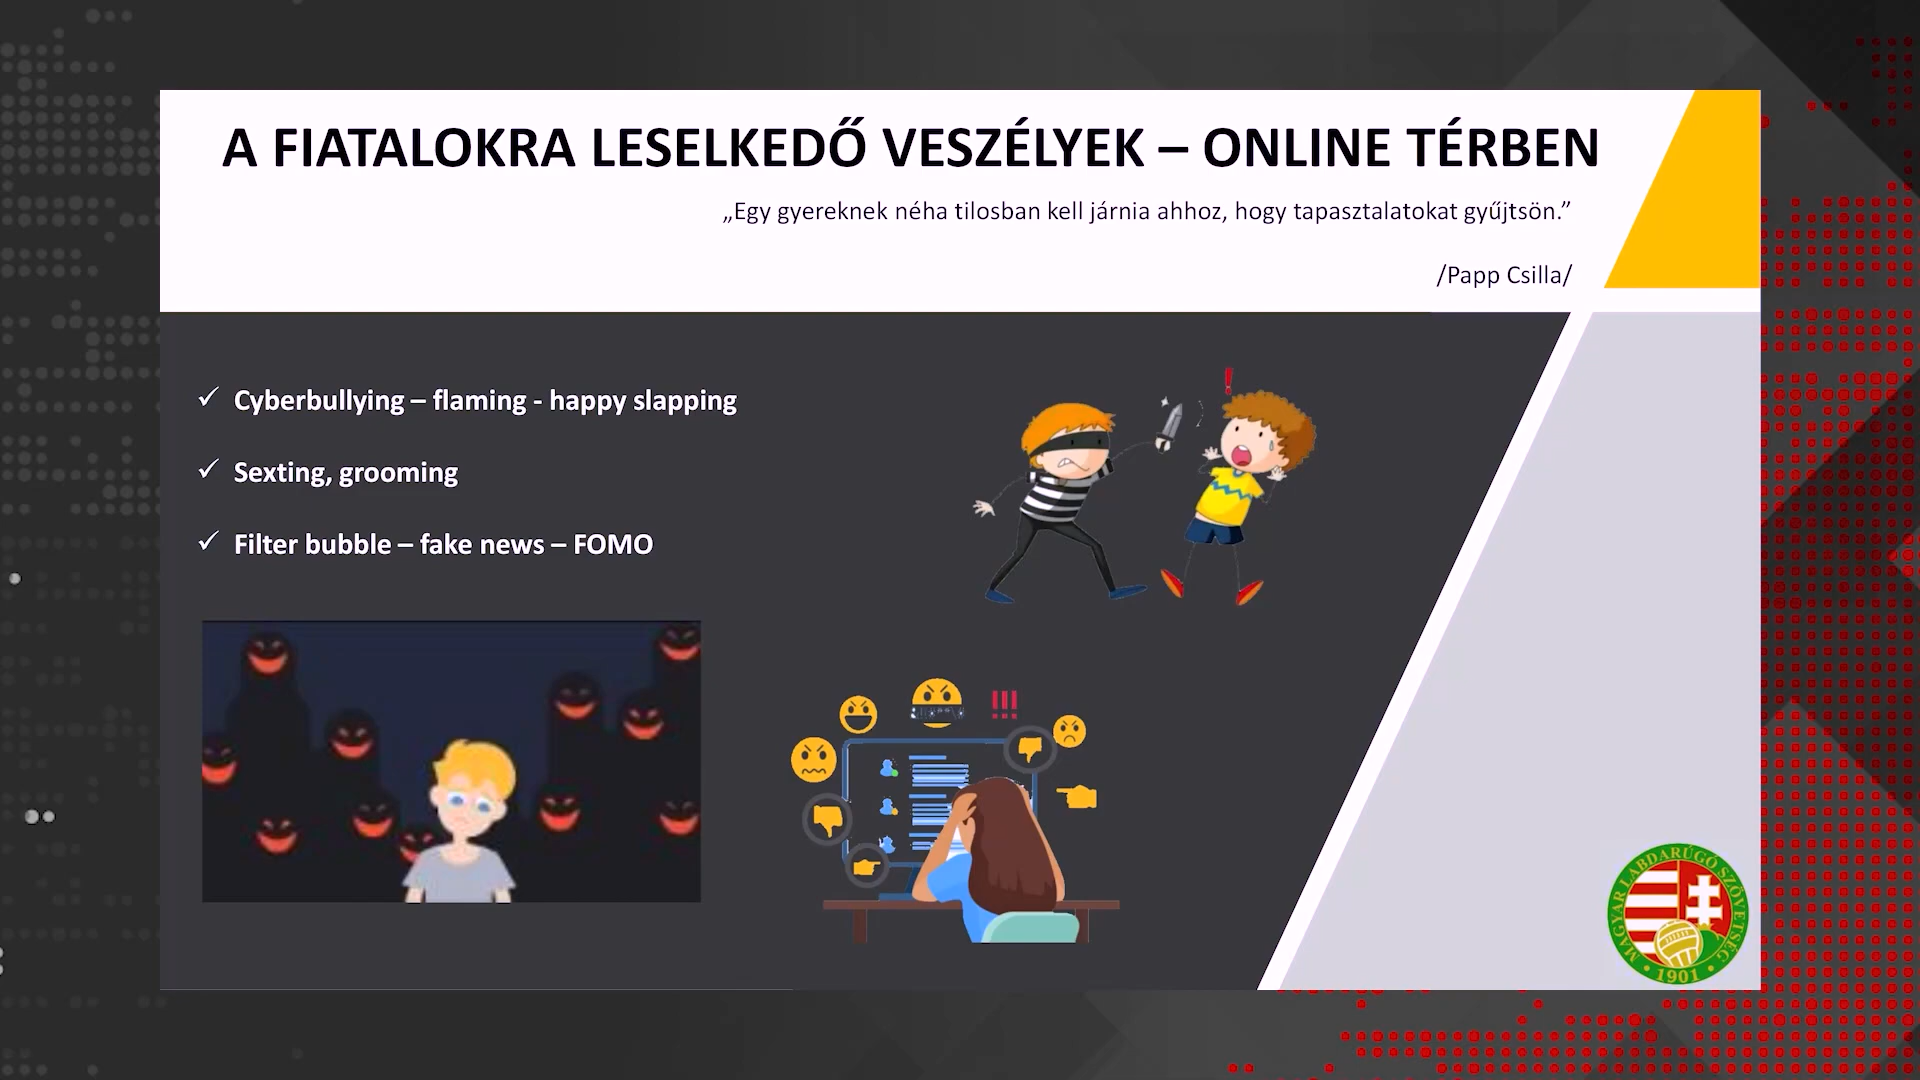 A FIATALOKRA LESELKEDŐ VESZÉLYEK – ONLINE TÉRBEN
„Egy gyereknek néha tilosban kell járnia ahhoz, hogy tapasztalatokat gyűjtsön.”
/Papp Csilla/
✓ Cyberbullying – flaming - happy slapping
✓ Sexting, grooming
✓ Filter bubble – fake news – FOMO
!
!!!
MAGYAR LABDARÚGÓ SZÖVETSÉG
• 1901 •